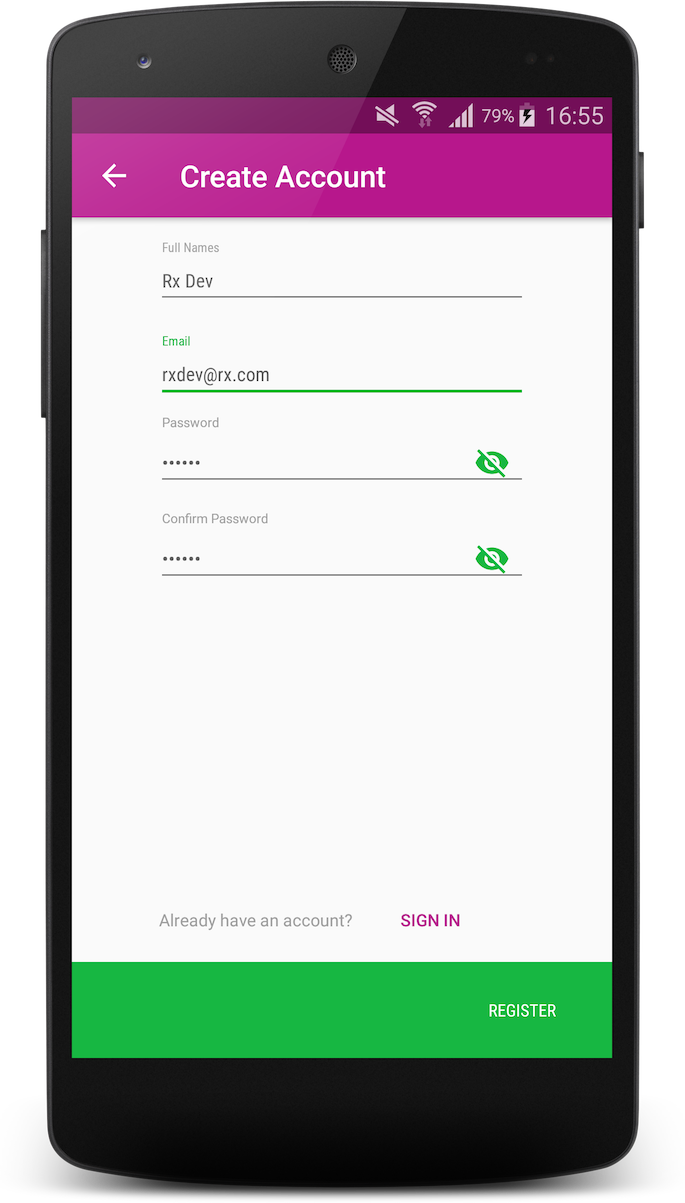 79% 16:55
Create Account
Full Names
Rx Dev
Email
rxdev@rx.com
Password
••••••
Confirm Password
••••••
Already have an account? SIGN IN
REGISTER